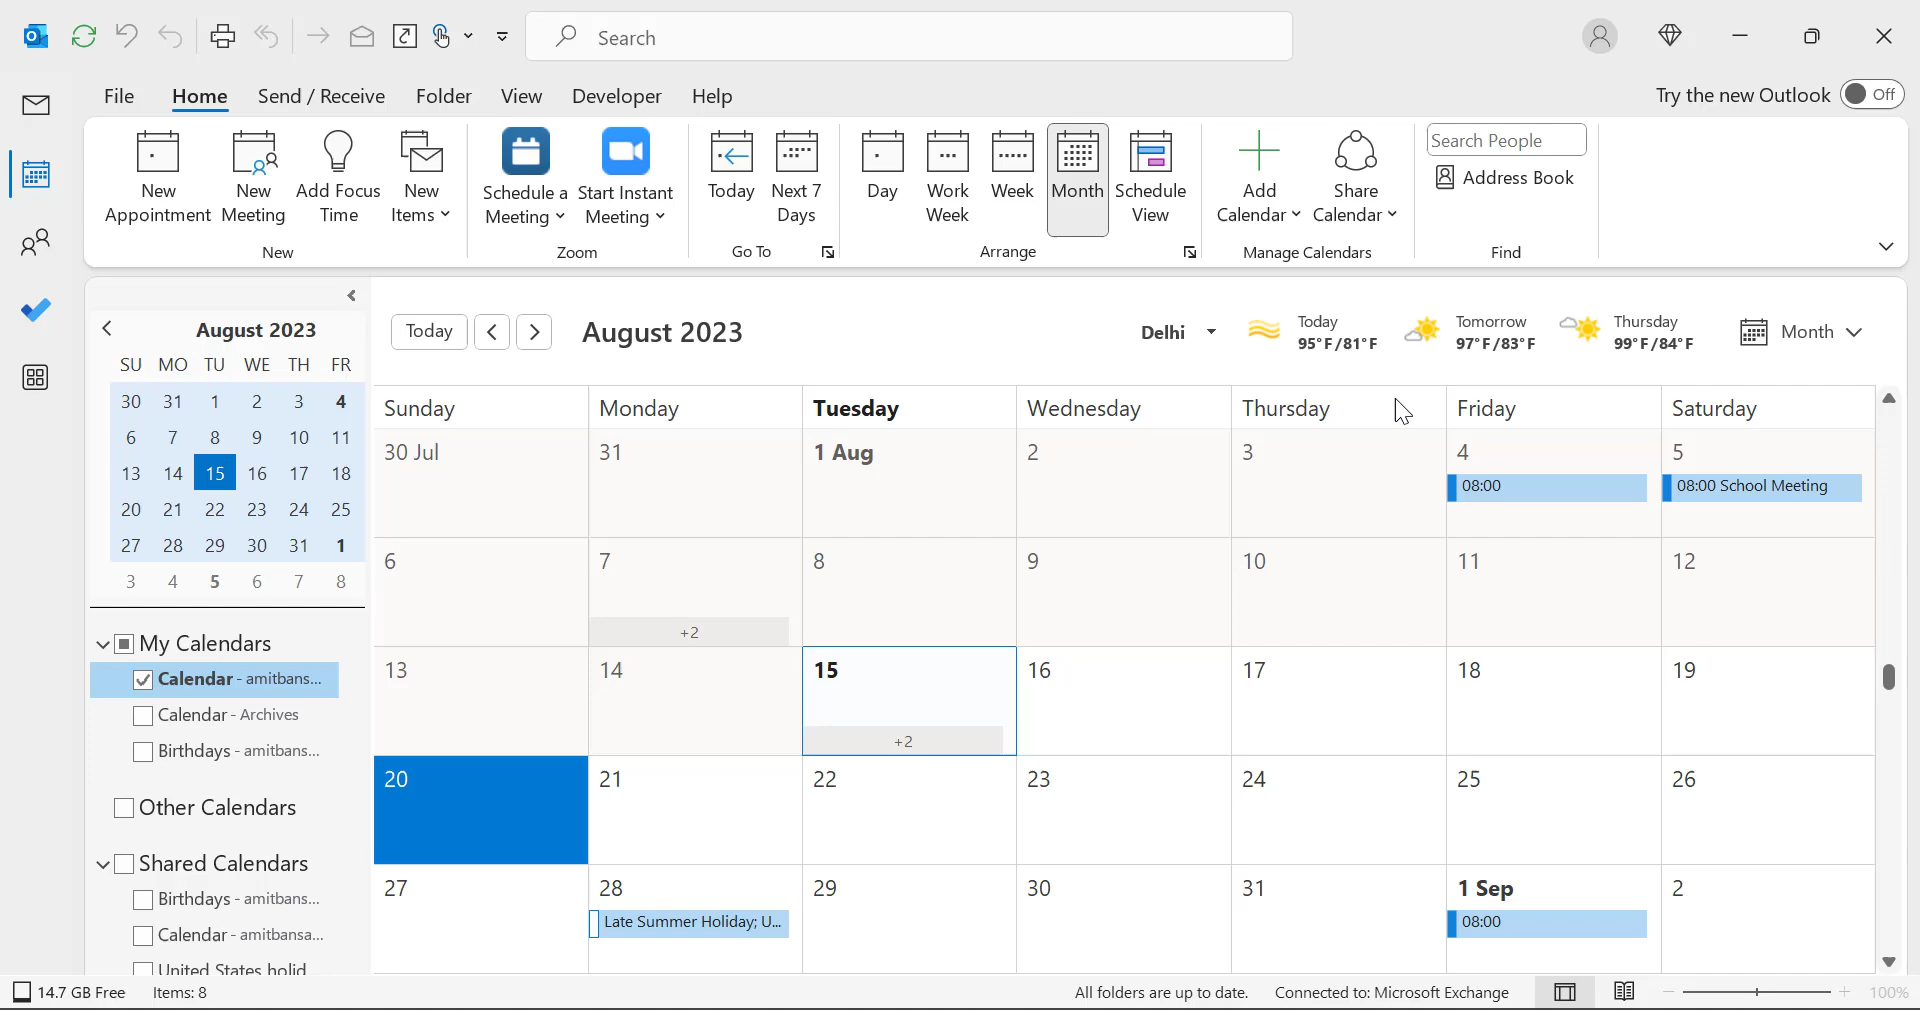 Search
File Home Send / Receive Folder View Developer Help
Try the new Outlook Off
New Appointment
New Meeting
Add Focus Time
New Items
New
Schedule a Meeting
Start Instant Meeting
Zoom
Today
Next 7 Days
Go To
Day
Work Week
Week
Month
Schedule View
Arrange
Add Calendar
Share Calendar
Manage Calendars
Search People
Address Book
Find
August 2023
SU MO TU WE TH FR
30 31 1 2 3 4
6 7 8 9 10 11
13 14 15 16 17 18
20 21 22 23 24 25
27 28 29 30 31 1
3 4 5 6 7 8
My Calendars
Calendar - amitbans...
Calendar - Archives
Birthdays - amitbans...
Other Calendars
Shared Calendars
Birthdays - amitbans...
Calendar - amitbansa...
United States holid
Today
August 2023
Delhi
Today
95°F/81°F
Tomorrow
97°F/83°F
Thursday
99°F/84°F
Month
Sunday Monday Tuesday Wednesday Thursday Friday Saturday
30 Jul 31 1 Aug 2 3 4 5
08:00 08:00 School Meeting
6 7 8 9 10 11 12
+2
13 14 15 16 17 18 19
+2
20 21 22 23 24 25 26
27 28 29 30 31 1 Sep 2
Late Summer Holiday; U... 08:00
14.7 GB Free Items: 8 All folders are up to date. Connected to: Microsoft Exchange 100%